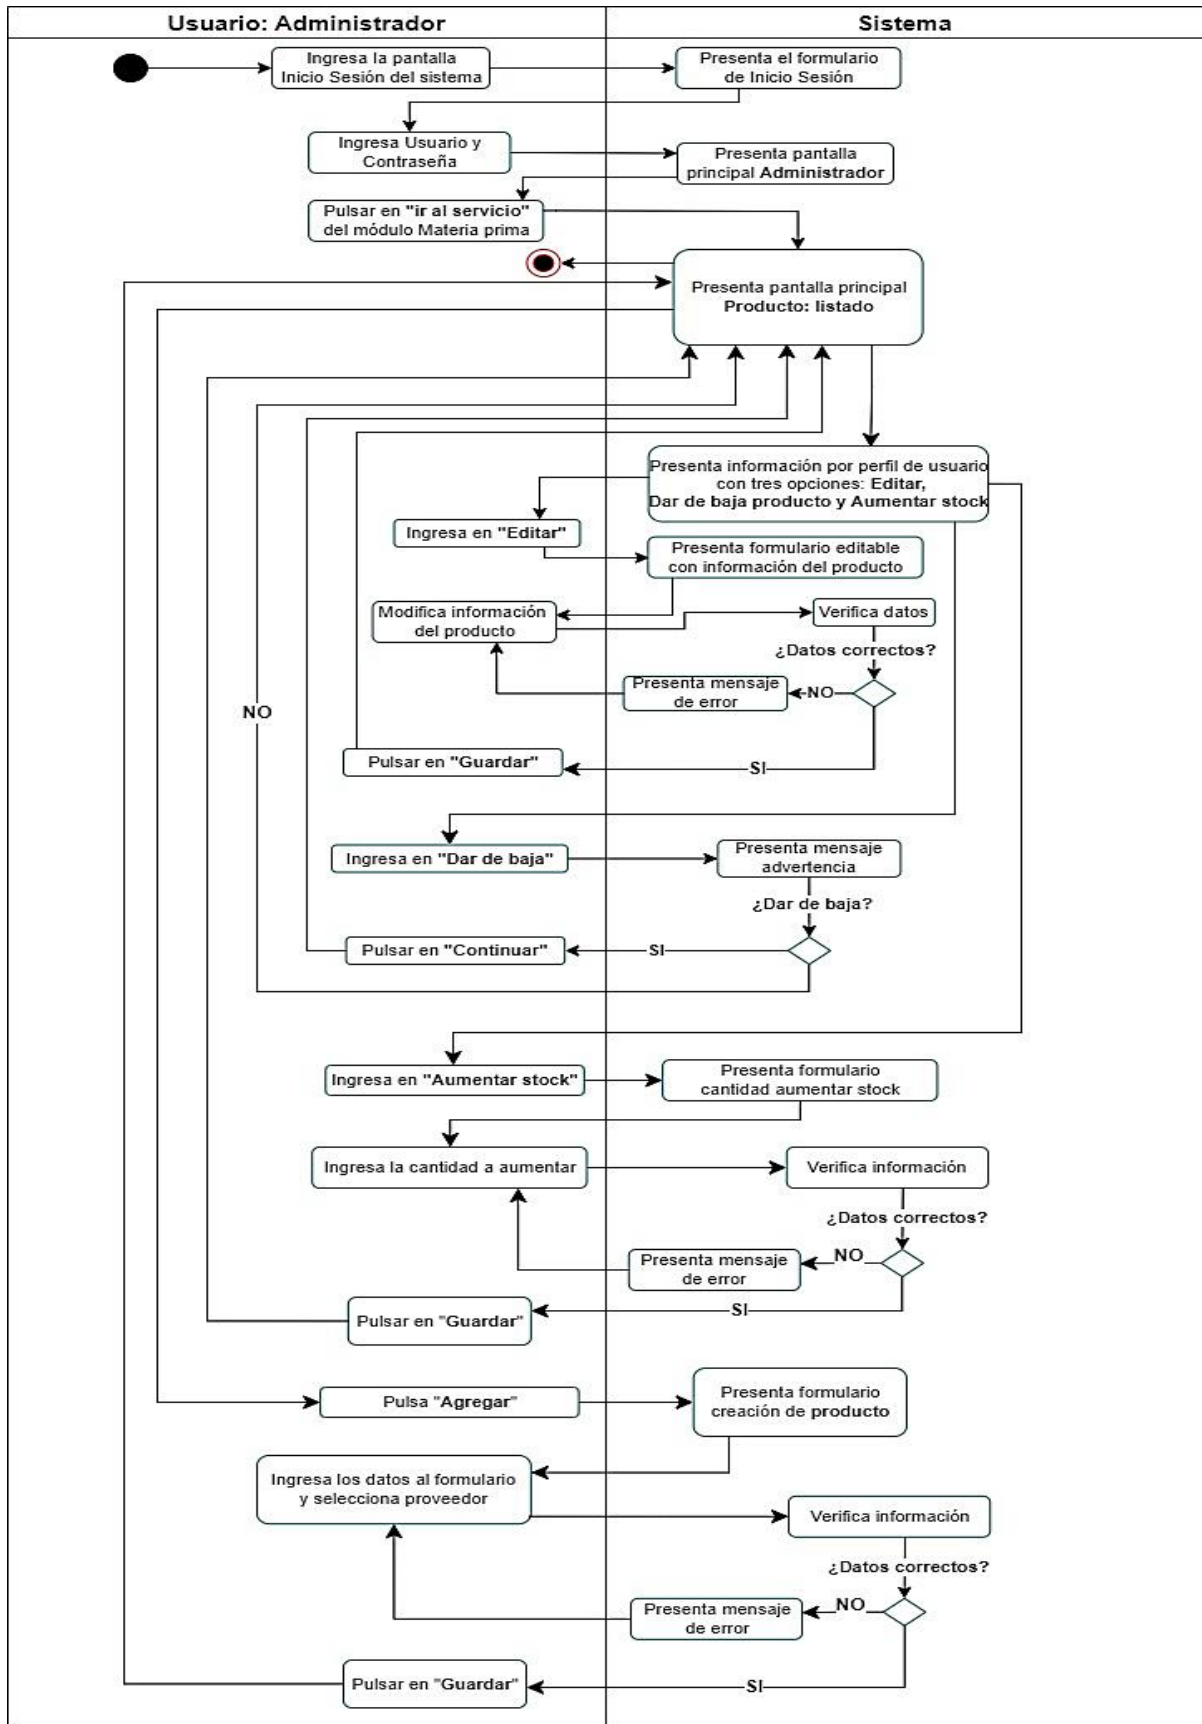 Usuario: Administrador
Sistema
Ingresa la pantalla
Inicio Sesión del sistema
Presenta el formulario
de Inicio Sesión
Ingresa Usuario y
Contraseña
Presenta pantalla
principal Administrador
Pulsar en "ir al servicio"
del módulo Materia prima
Presenta pantalla principal
Producto: listado
Presenta información por perfil de usuario
con tres opciones: Editar,
Dar de baja producto y Aumentar stock
Ingresa en "Editar"
Presenta formulario editable
con información del producto
Modifica información
del producto
Verifica datos
¿Datos correctos?
NO
Presenta mensaje
de error
NO
SI
Pulsar en "Guardar"
Ingresa en "Dar de baja"
Presenta mensaje
advertencia
¿Dar de baja?
SI
Pulsar en "Continuar"
Ingresa en "Aumentar stock"
Presenta formulario
cantidad aumentar stock
Ingresa la cantidad a aumentar
Verifica información
¿Datos correctos?
NO
Presenta mensaje
de error
SI
Pulsar en "Guardar"
Pulsa "Agregar"
Presenta formulario
creación de producto
Ingresa los datos al formulario
y selecciona proveedor
Verifica información
¿Datos correctos?
NO
Presenta mensaje
de error
SI
Pulsar en "Guardar"